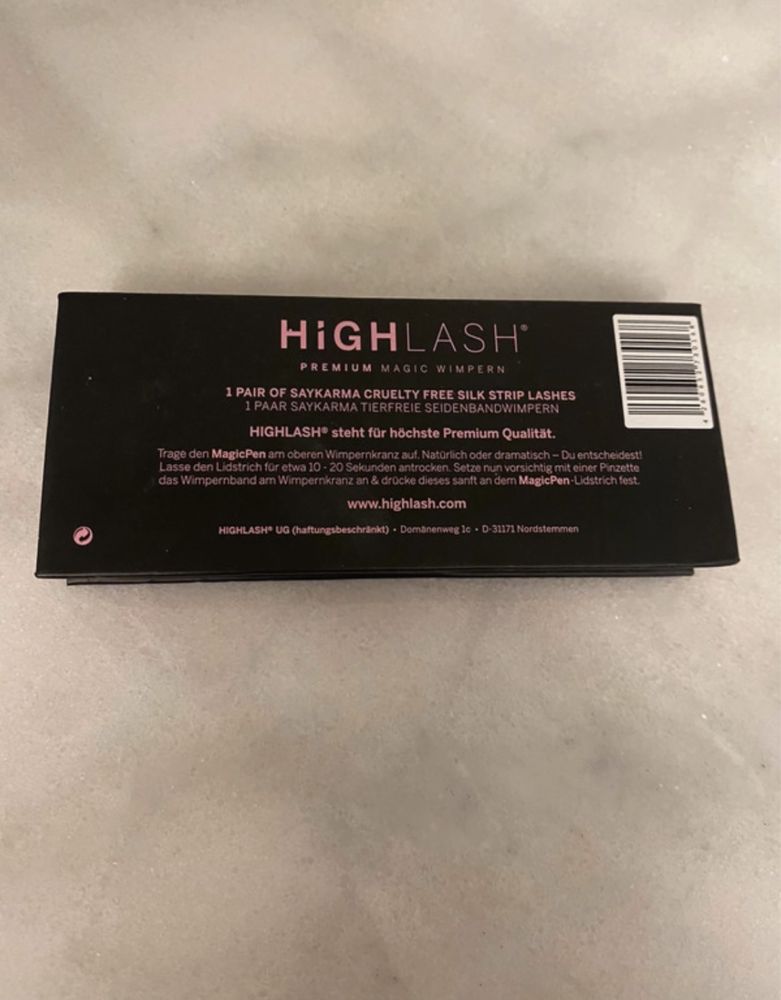 HiGHLASH®
PREMIUM MAGIC WIMPERN
1 PAIR OF SAYKARMA CRUELTY FREE SILK STRIP LASHES
1 PAAR SAYKARMA TIERFREIE SEIDENBANDWIMPERN
HIGHLASH® steht für höchste Premium Qualität.
Trage den MagicPen am oberen Wimpernkranz auf. Natürlich oder dramatisch – Du entscheidest!
Lasse den Lidstrich für etwa 10 - 20 Sekunden antrocken. Setze nun vorsichtig mit einer Pinzette
das Wimpernband am Wimpernkranz an & drücke dieses sanft an dem MagicPen-Lidstrich fest.
www.highlash.com
HIGHLASH® UG (haftungsbeschränkt) • Domänenweg 1c • D-31171 Nordstemmen